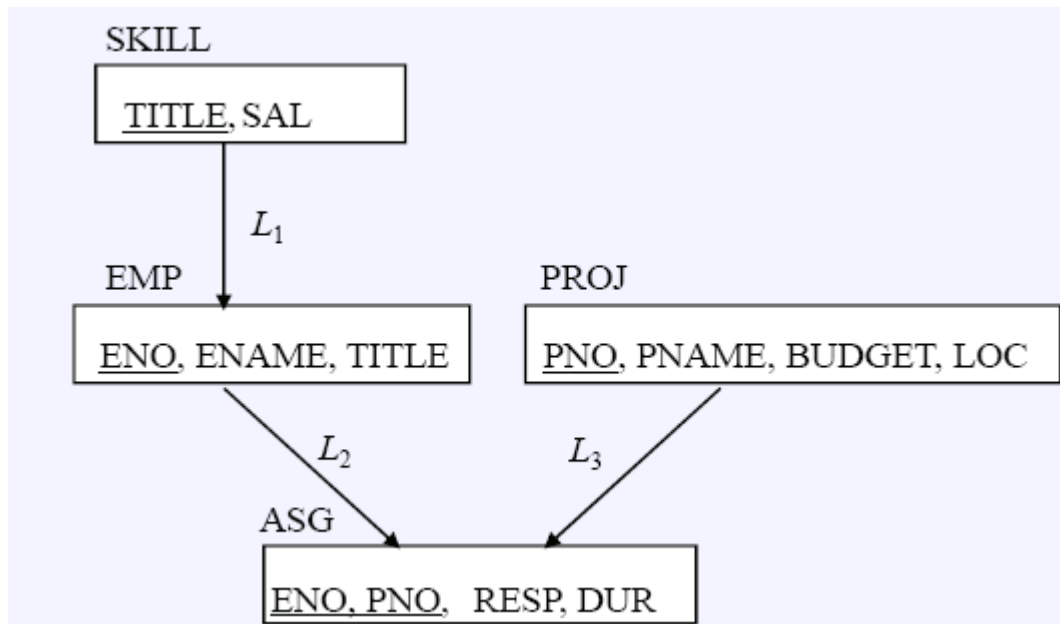 SKILL
TITLE, SAL
L1
EMP
PROJ
ENO, ENAME, TITLE
PNO, PNAME, BUDGET, LOC
L2
L3
ASG
ENO, PNO, RESP, DUR